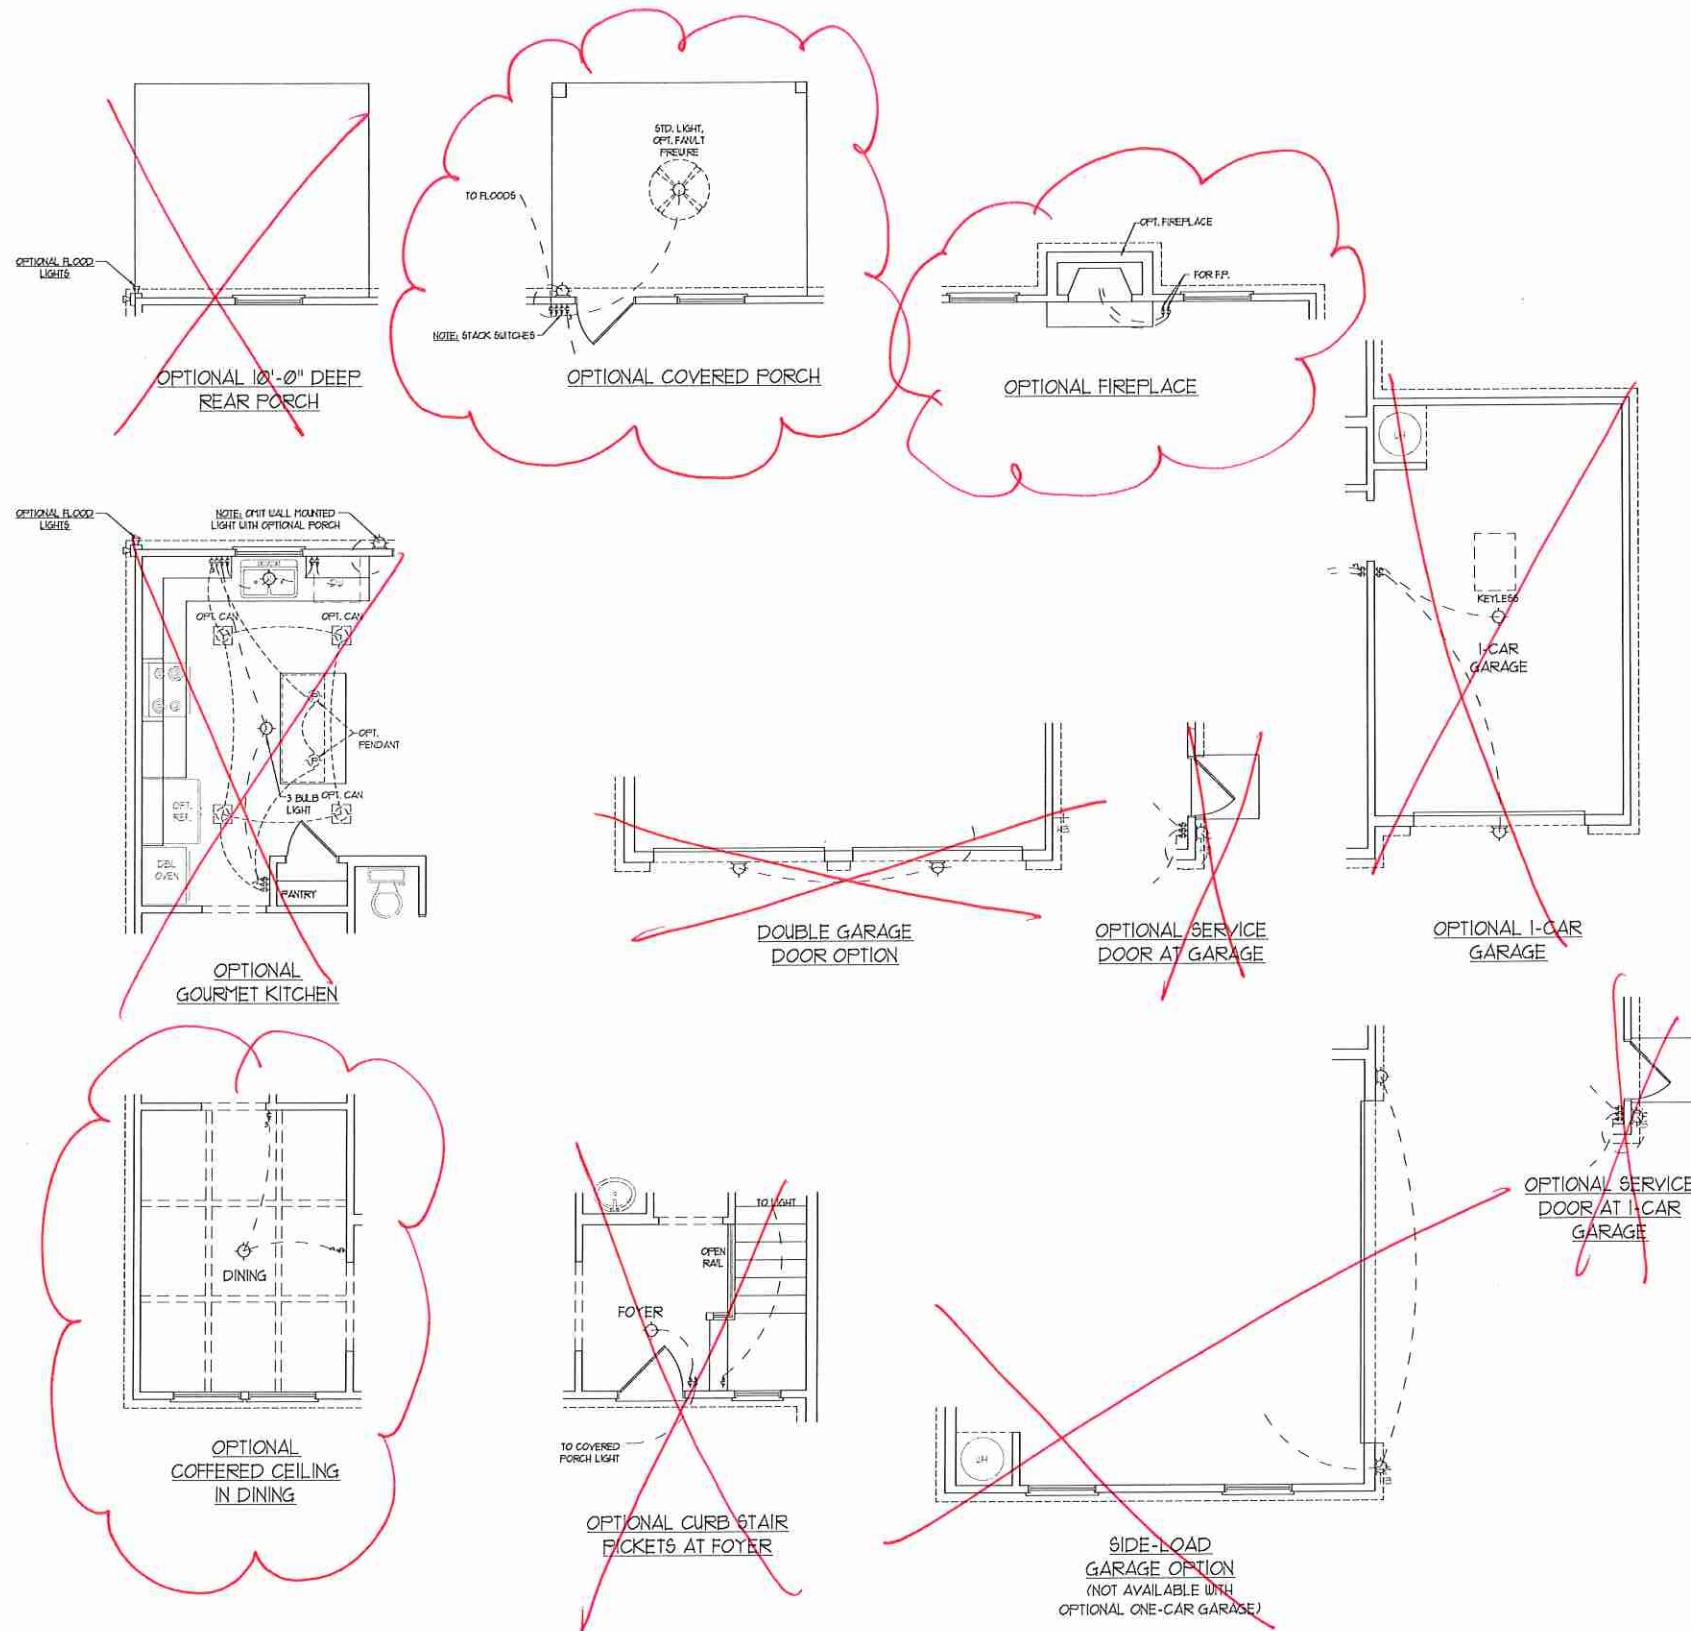 STD. LIGHT,
OPT. FAN/LT
PREWIRE
TO FLOODS
OPTIONAL FLOOD
LIGHTS
NOTE: STACK SWITCHES
OPTIONAL 10'-0" DEEP
REAR PORCH
OPTIONAL COVERED PORCH
OPT. FIREPLACE
FOR F.P.
OPTIONAL FIREPLACE
OPTIONAL FLOOD
LIGHTS
NOTE: OMIT WALL MOUNTED
LIGHT WITH OPTIONAL PORCH
OPT. CAN
OPT. CAN
OPT.
PENDANT
3 BULB
LIGHT
OPT. CAN
OPT.
REF.
DBL
OVEN
PANTRY
OPTIONAL
GOURMET KITCHEN
HB
DOUBLE GARAGE
DOOR OPTION
OPTIONAL SERVICE
DOOR AT GARAGE
WH
KEYLESS
1-CAR
GARAGE
OPTIONAL 1-CAR
GARAGE
DINING
OPTIONAL
COFFERED CEILING
IN DINING
TO LIGHT
OPEN
RAIL
FOYER
TO COVERED
PORCH LIGHT
OPTIONAL CURB STAIR
PICKETS AT FOYER
WH
SIDE-LOAD
GARAGE OPTION
(NOT AVAILABLE WITH
OPTIONAL ONE-CAR GARAGE)
OPTIONAL SERVICE
DOOR AT 1-CAR
GARAGE